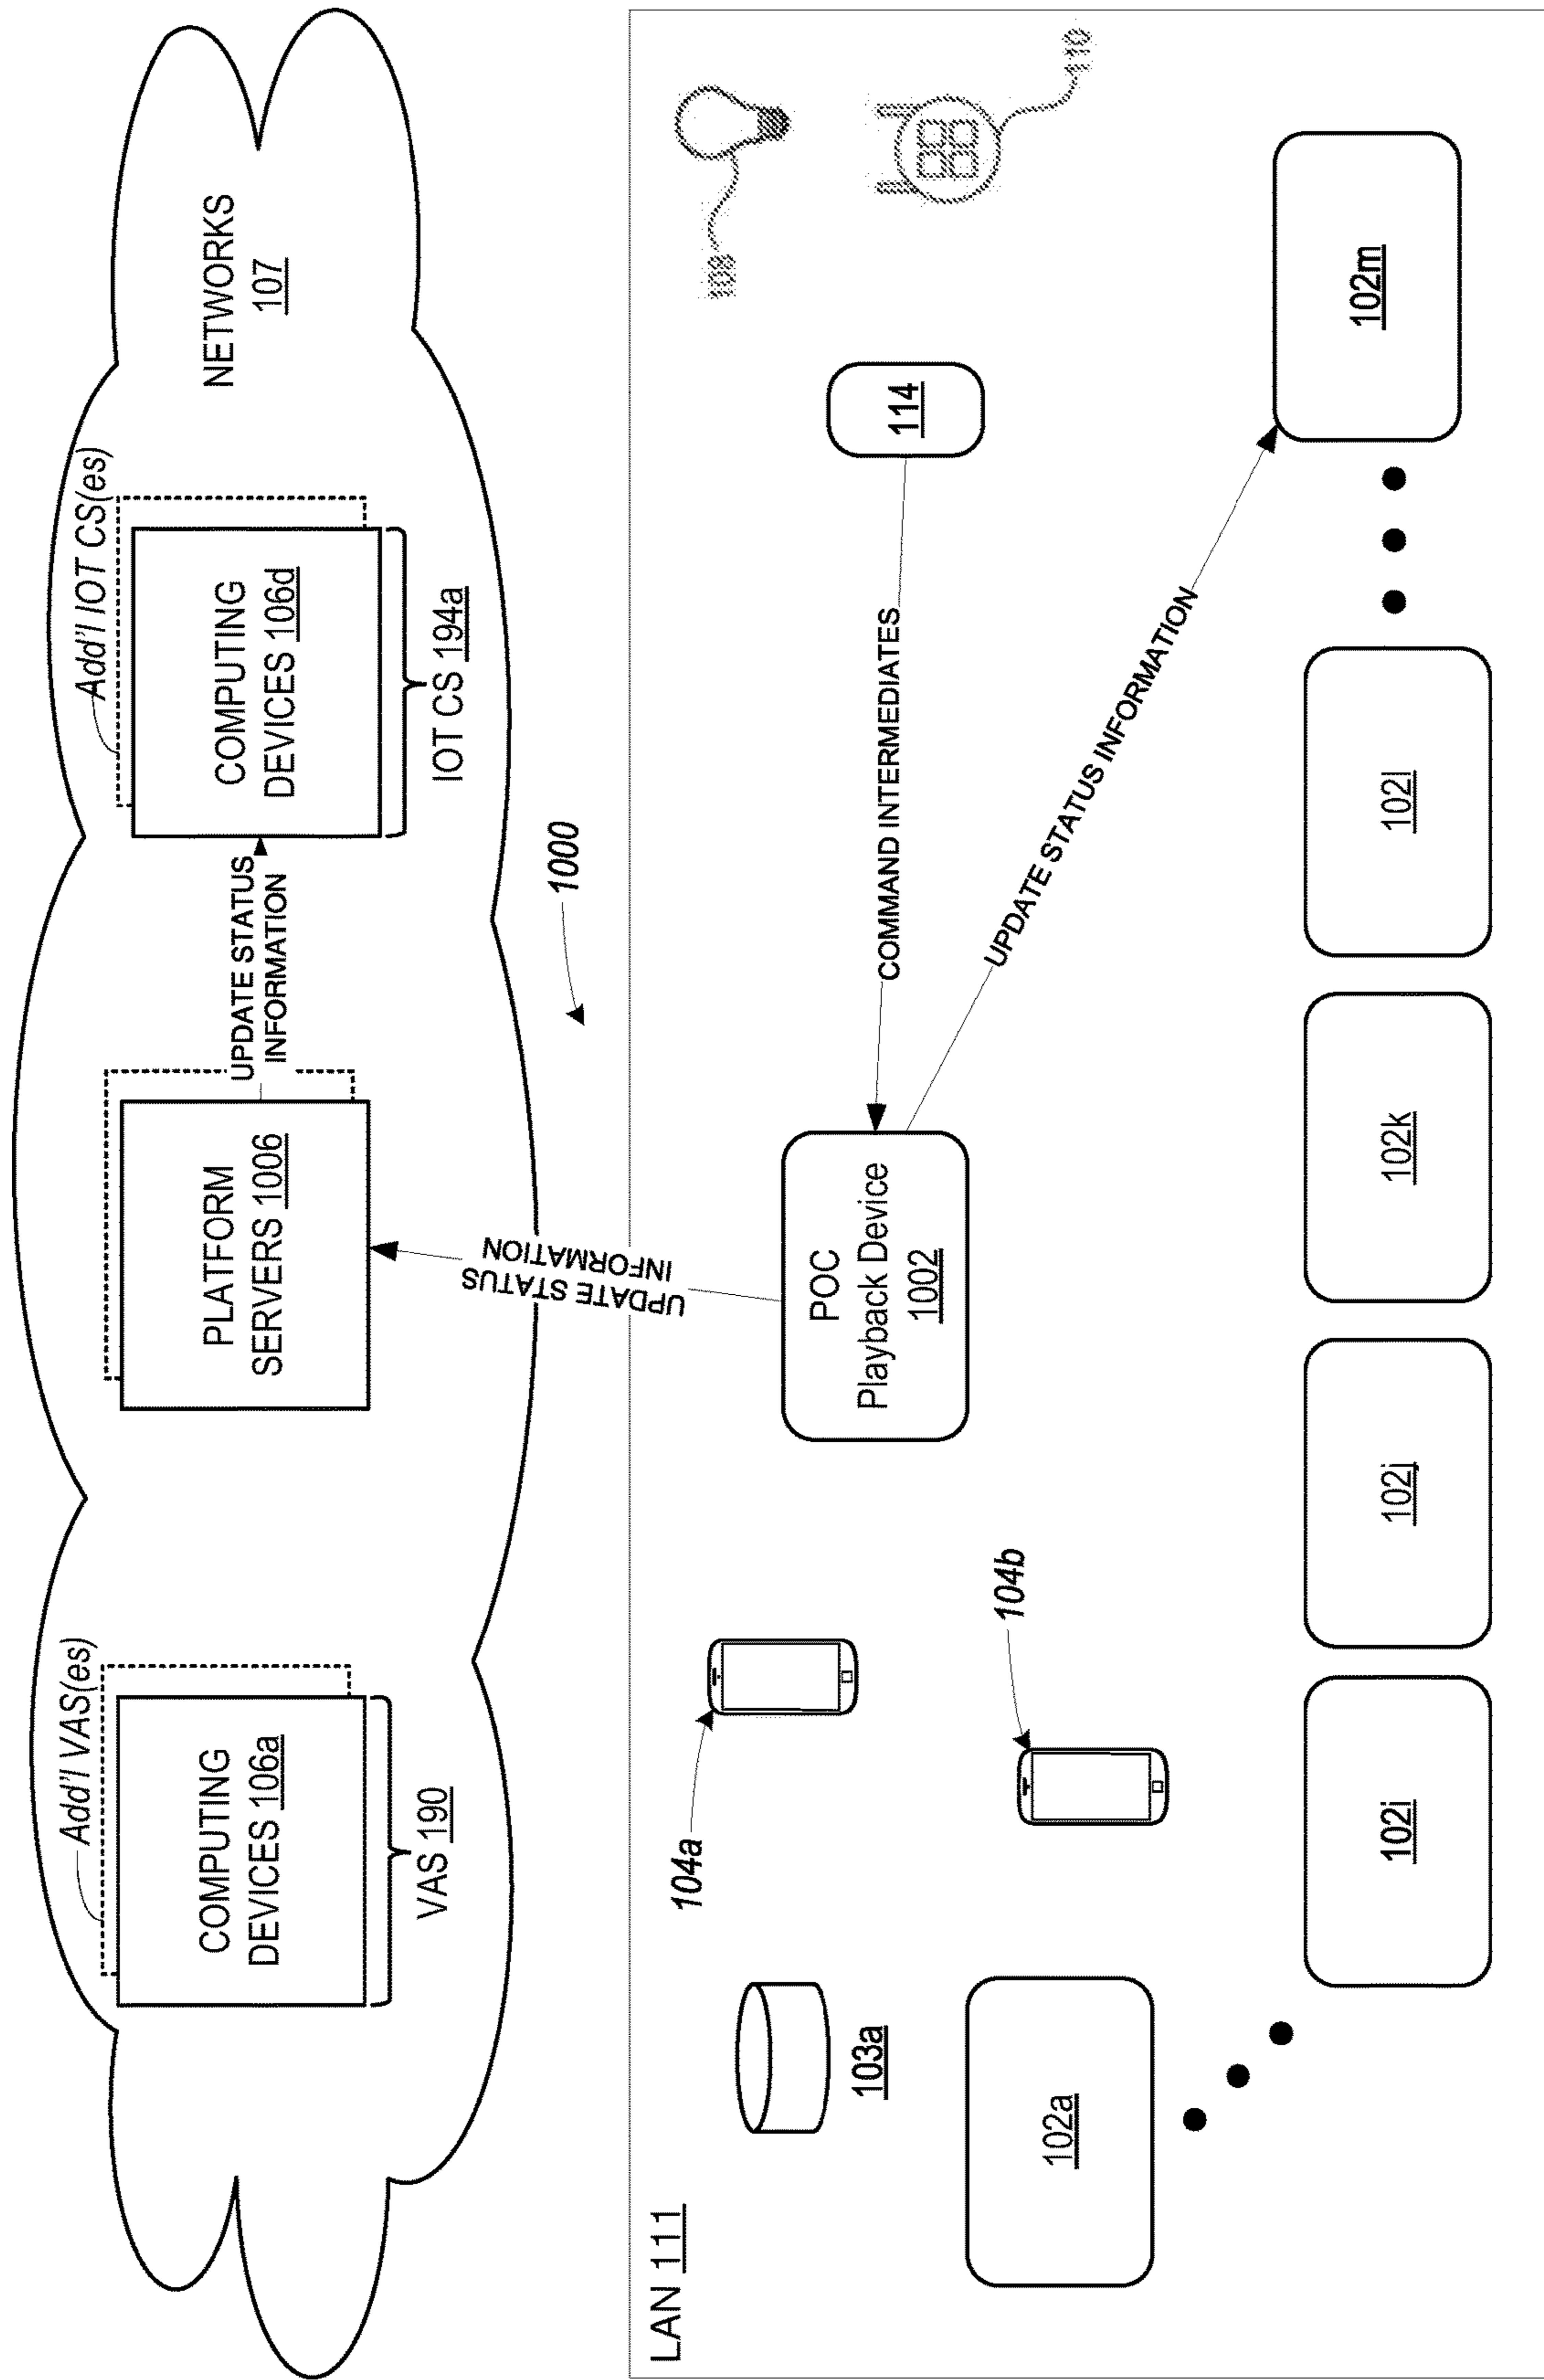 NETWORKS
107
Add'l VAS(es)
COMPUTING
DEVICES 106a
VAS 190
PLATFORM
SERVERS 1006
UPDATE STATUS
INFORMATION
Add'l IOT CS(es)
COMPUTING
DEVICES 106d
IOT CS 194a
1000
UPDATE STATUS
INFORMATION
LAN 111
103a
104a
104b
POC
Playback Device
1002
COMMAND INTERMEDIATES
114
108
110
UPDATE STATUS INFORMATION
102a
102i
102j
102k
102l
102m